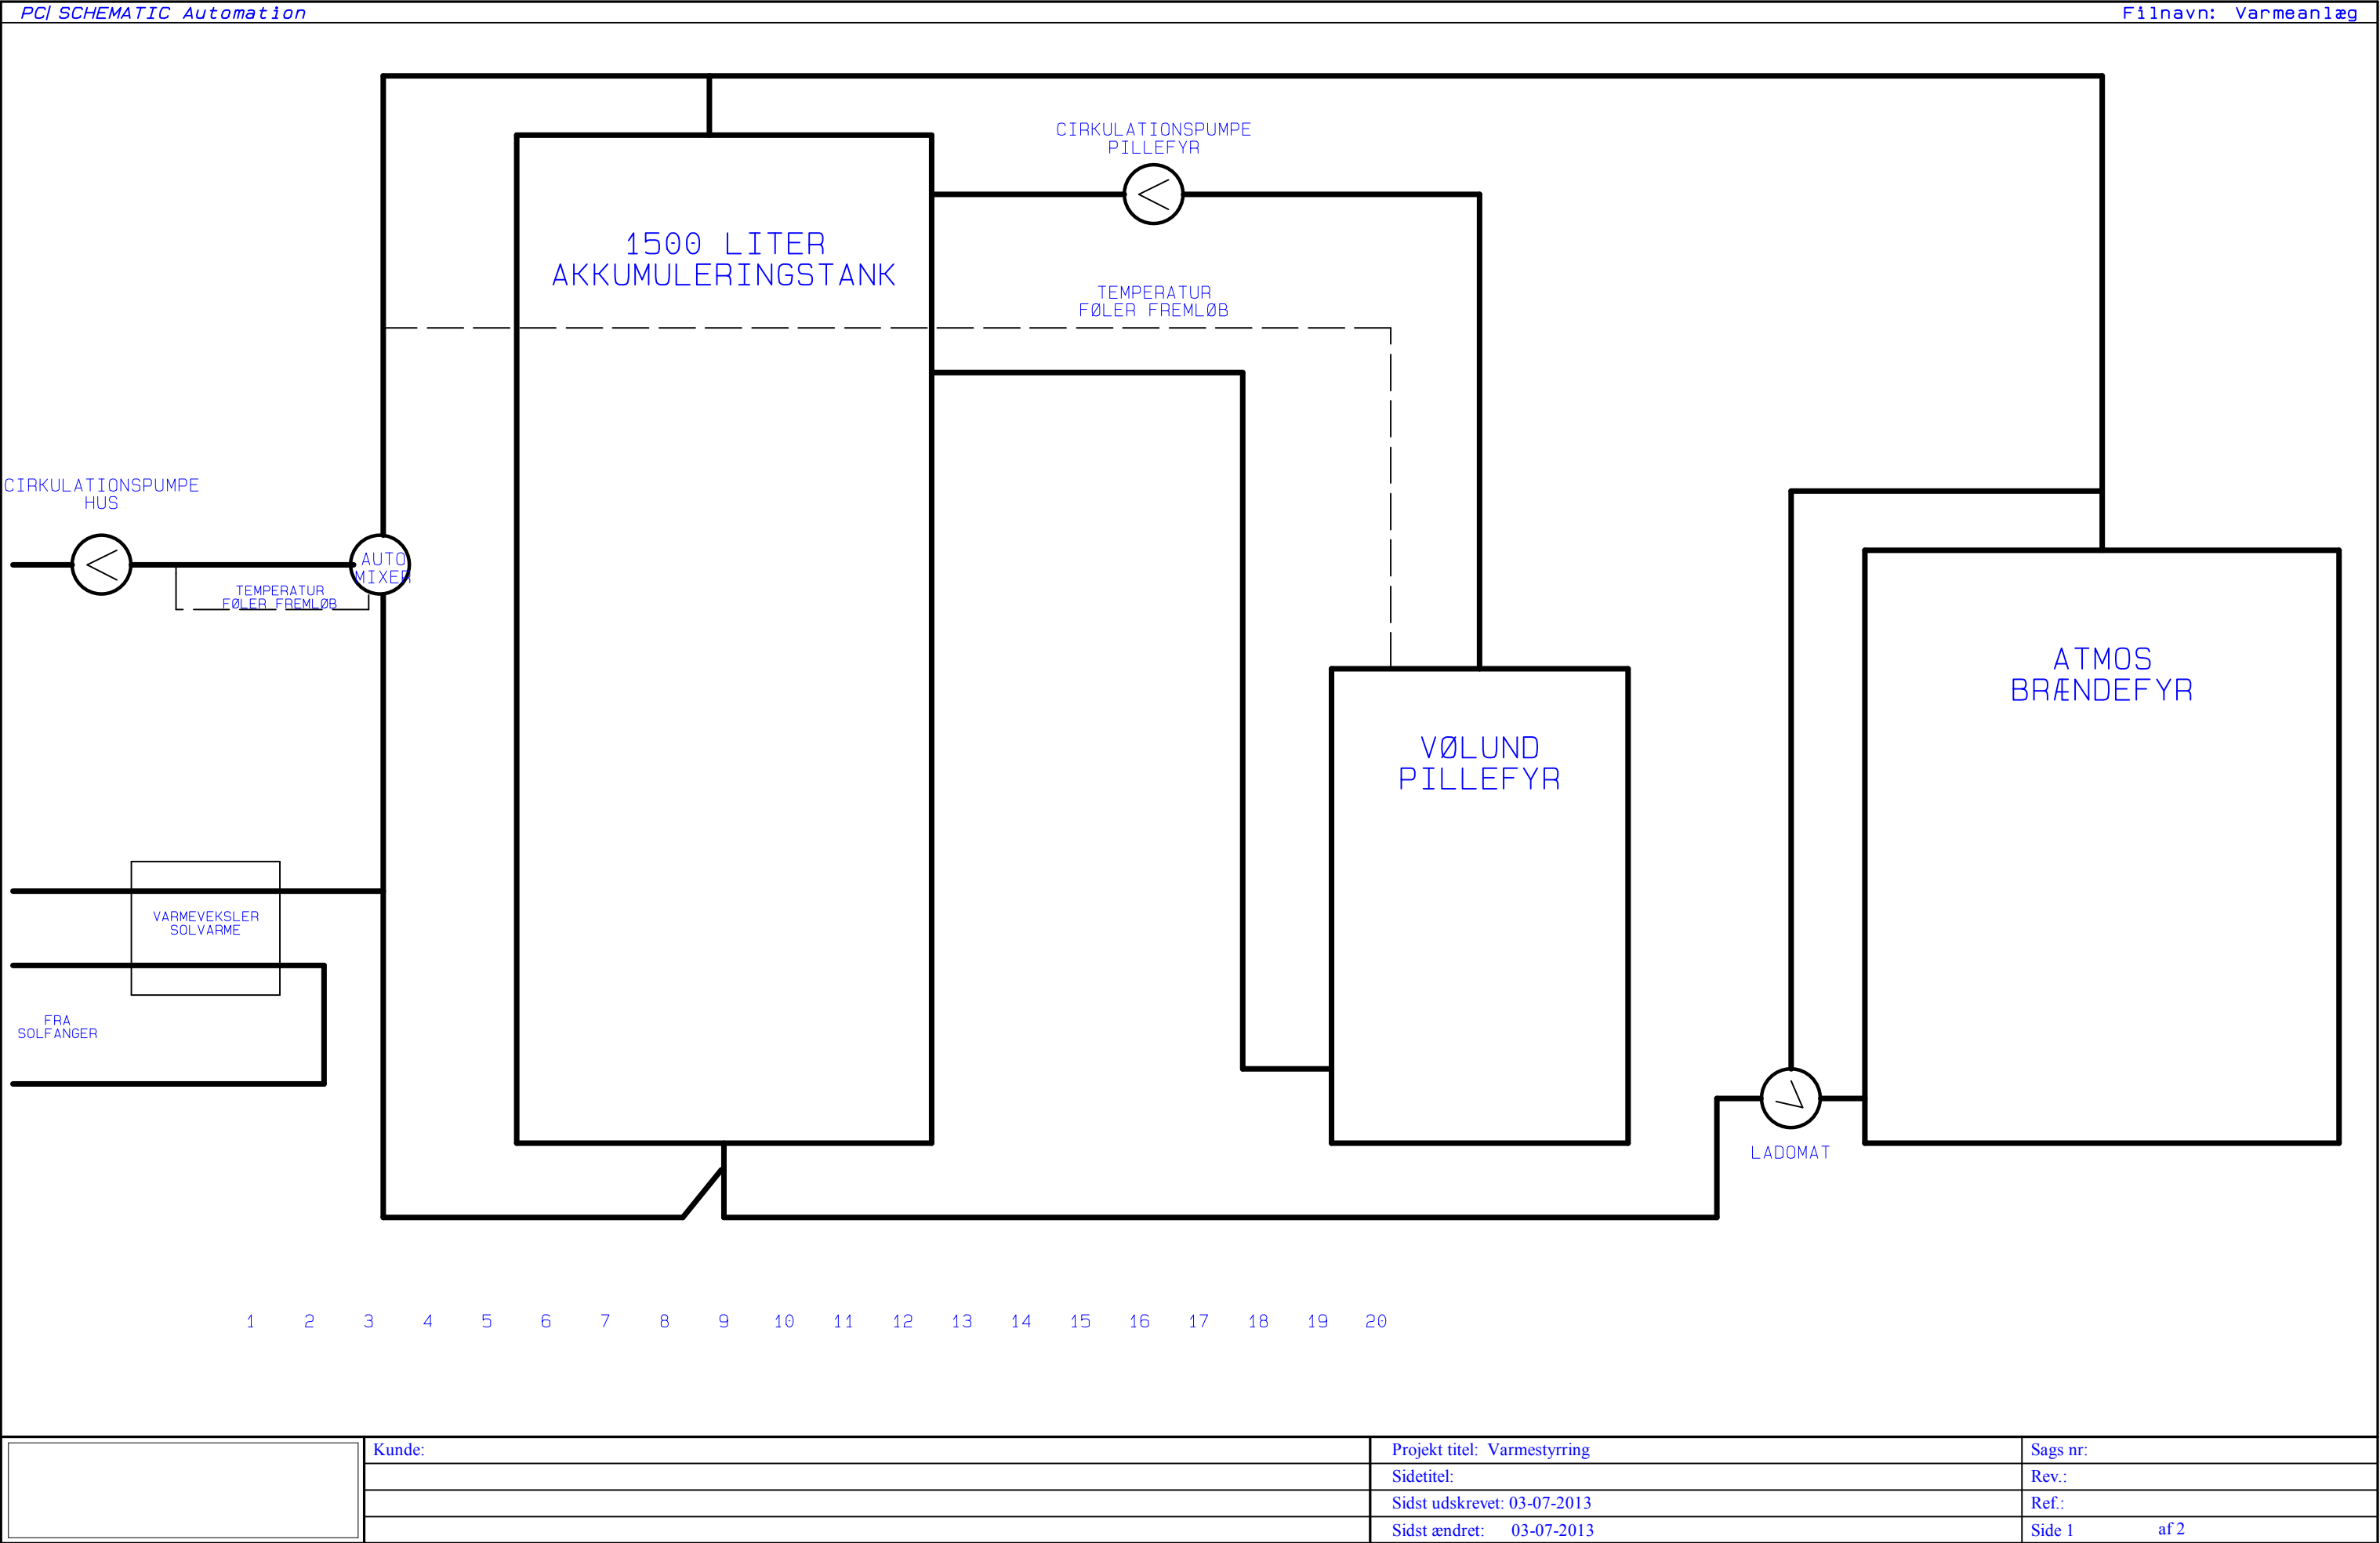 PC|SCHEMATIC Automation
Filnavn: Varmeanlæg
CIRKULATIONSPUMPE
PILLEFYR
1500 LITER
AKKUMULERINGSTANK
TEMPERATUR
FØLER FREMLØB
CIRKULATIONSPUMPE
HUS
AUTO
MIXER
TEMPERATUR
FØLER FREMLØB
ATMOS
BRÆNDEFYR
VØLUND
PILLEFYR
VARMEVEKSLER
SOLVARME
FRA
SOLFANGER
LADOMAT
1 2 3 4 5 6 7 8 9 10 11 12 13 14 15 16 17 18 19 20
Kunde:
Projekt titel: Varmestyrring
Sags nr:
Sidetitel:
Rev.:
Sidst udskrevet: 03-07-2013
Ref.:
Sidst ændret: 03-07-2013
Side 1 af 2